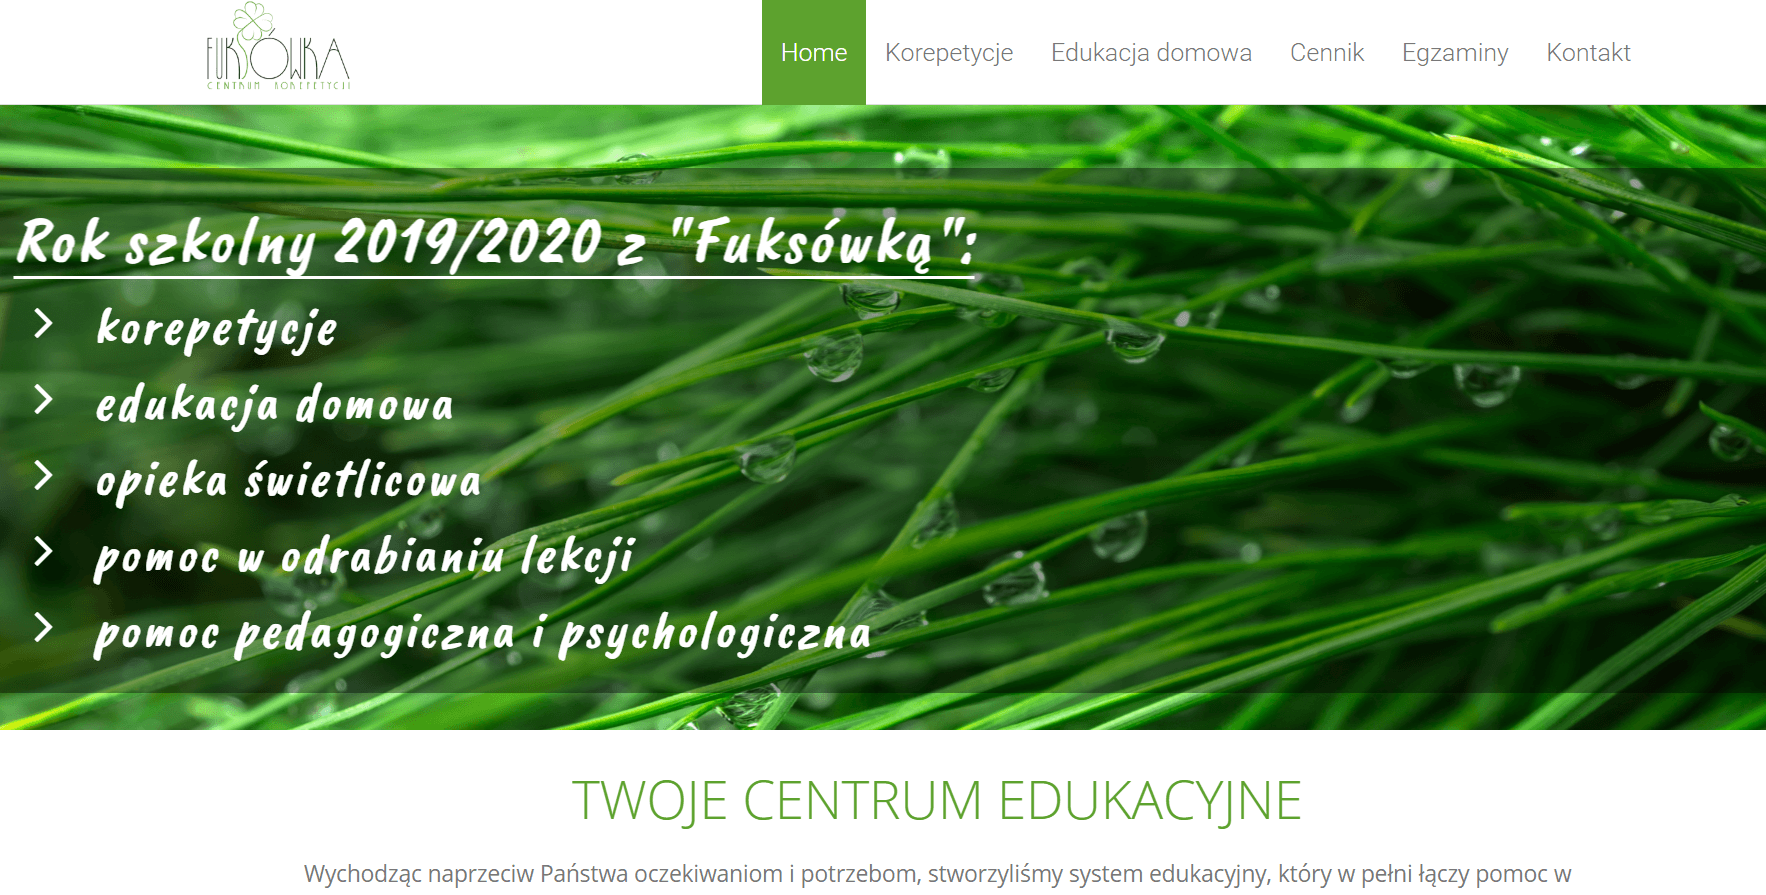 FUKSÓWKA
CENTRUM KOREPETYCJI
Home Korepetycje Edukacja domowa Cennik Egzaminy Kontakt
Rok szkolny 2019/2020 z "Fuksówką":
korepetycje
edukacja domowa
opieka świetlicowa
pomoc w odrabianiu lekcji
pomoc pedagogiczna i psychologiczna
TWOJE CENTRUM EDUKACYJNE
Wychodząc naprzeciw Państwa oczekiwaniom i potrzebom, stworzyliśmy system edukacyjny, który w pełni łączy pomoc w